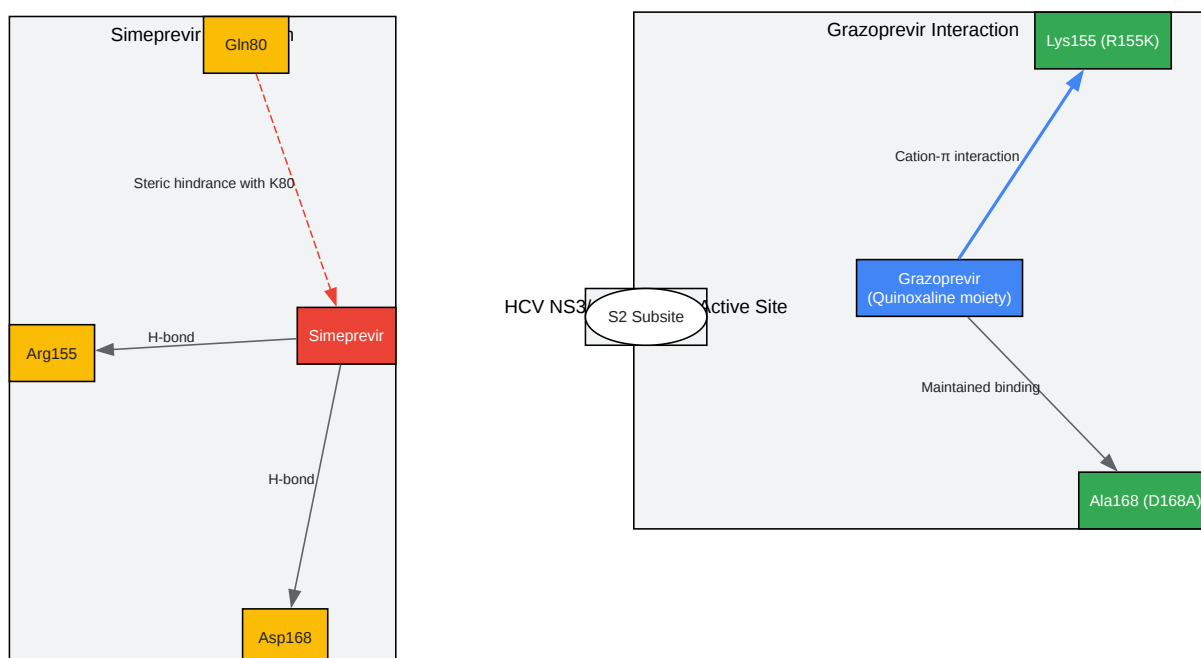 Simeprevir
Gln80
Steric hindrance with K80
Simeprevir
H-bond
Arg155
H-bond
Asp168
HCV NS3/
Active Site
S2 Subsite
Grazoprevir Interaction
Lys155 (R155K)
Cation-π interaction
Grazoprevir
(Quinoxaline moiety)
Maintained binding
Ala168 (D168A)